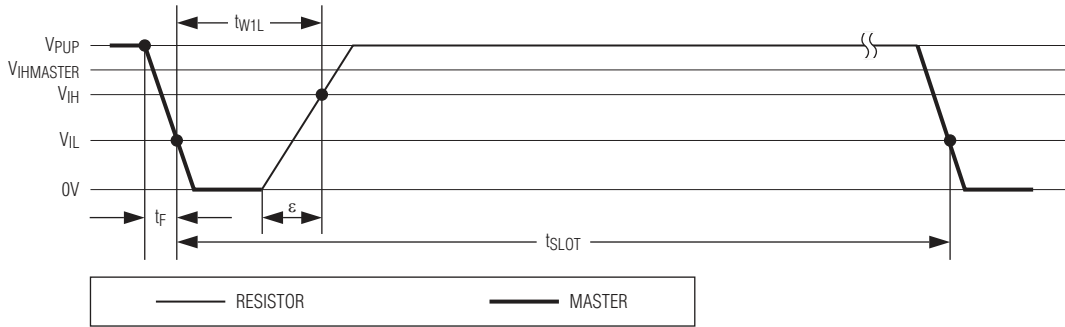 tW1L
VPUP
VIHMASTER
VIH
VIL
0V
tF
ε
tSLOT
RESISTOR
MASTER